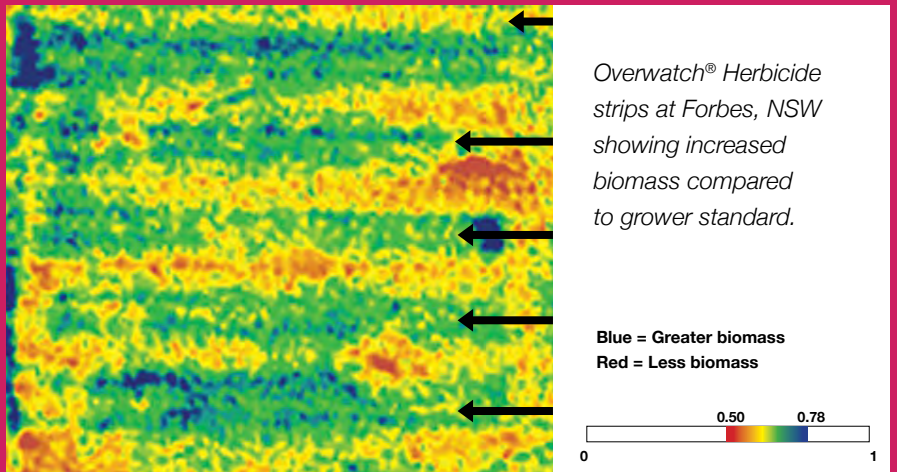 Overwatch® Herbicide
strips at Forbes, NSW
showing increased
biomass compared
to grower standard.
Blue = Greater biomass
Red = Less biomass
0.50 0.78
0 1